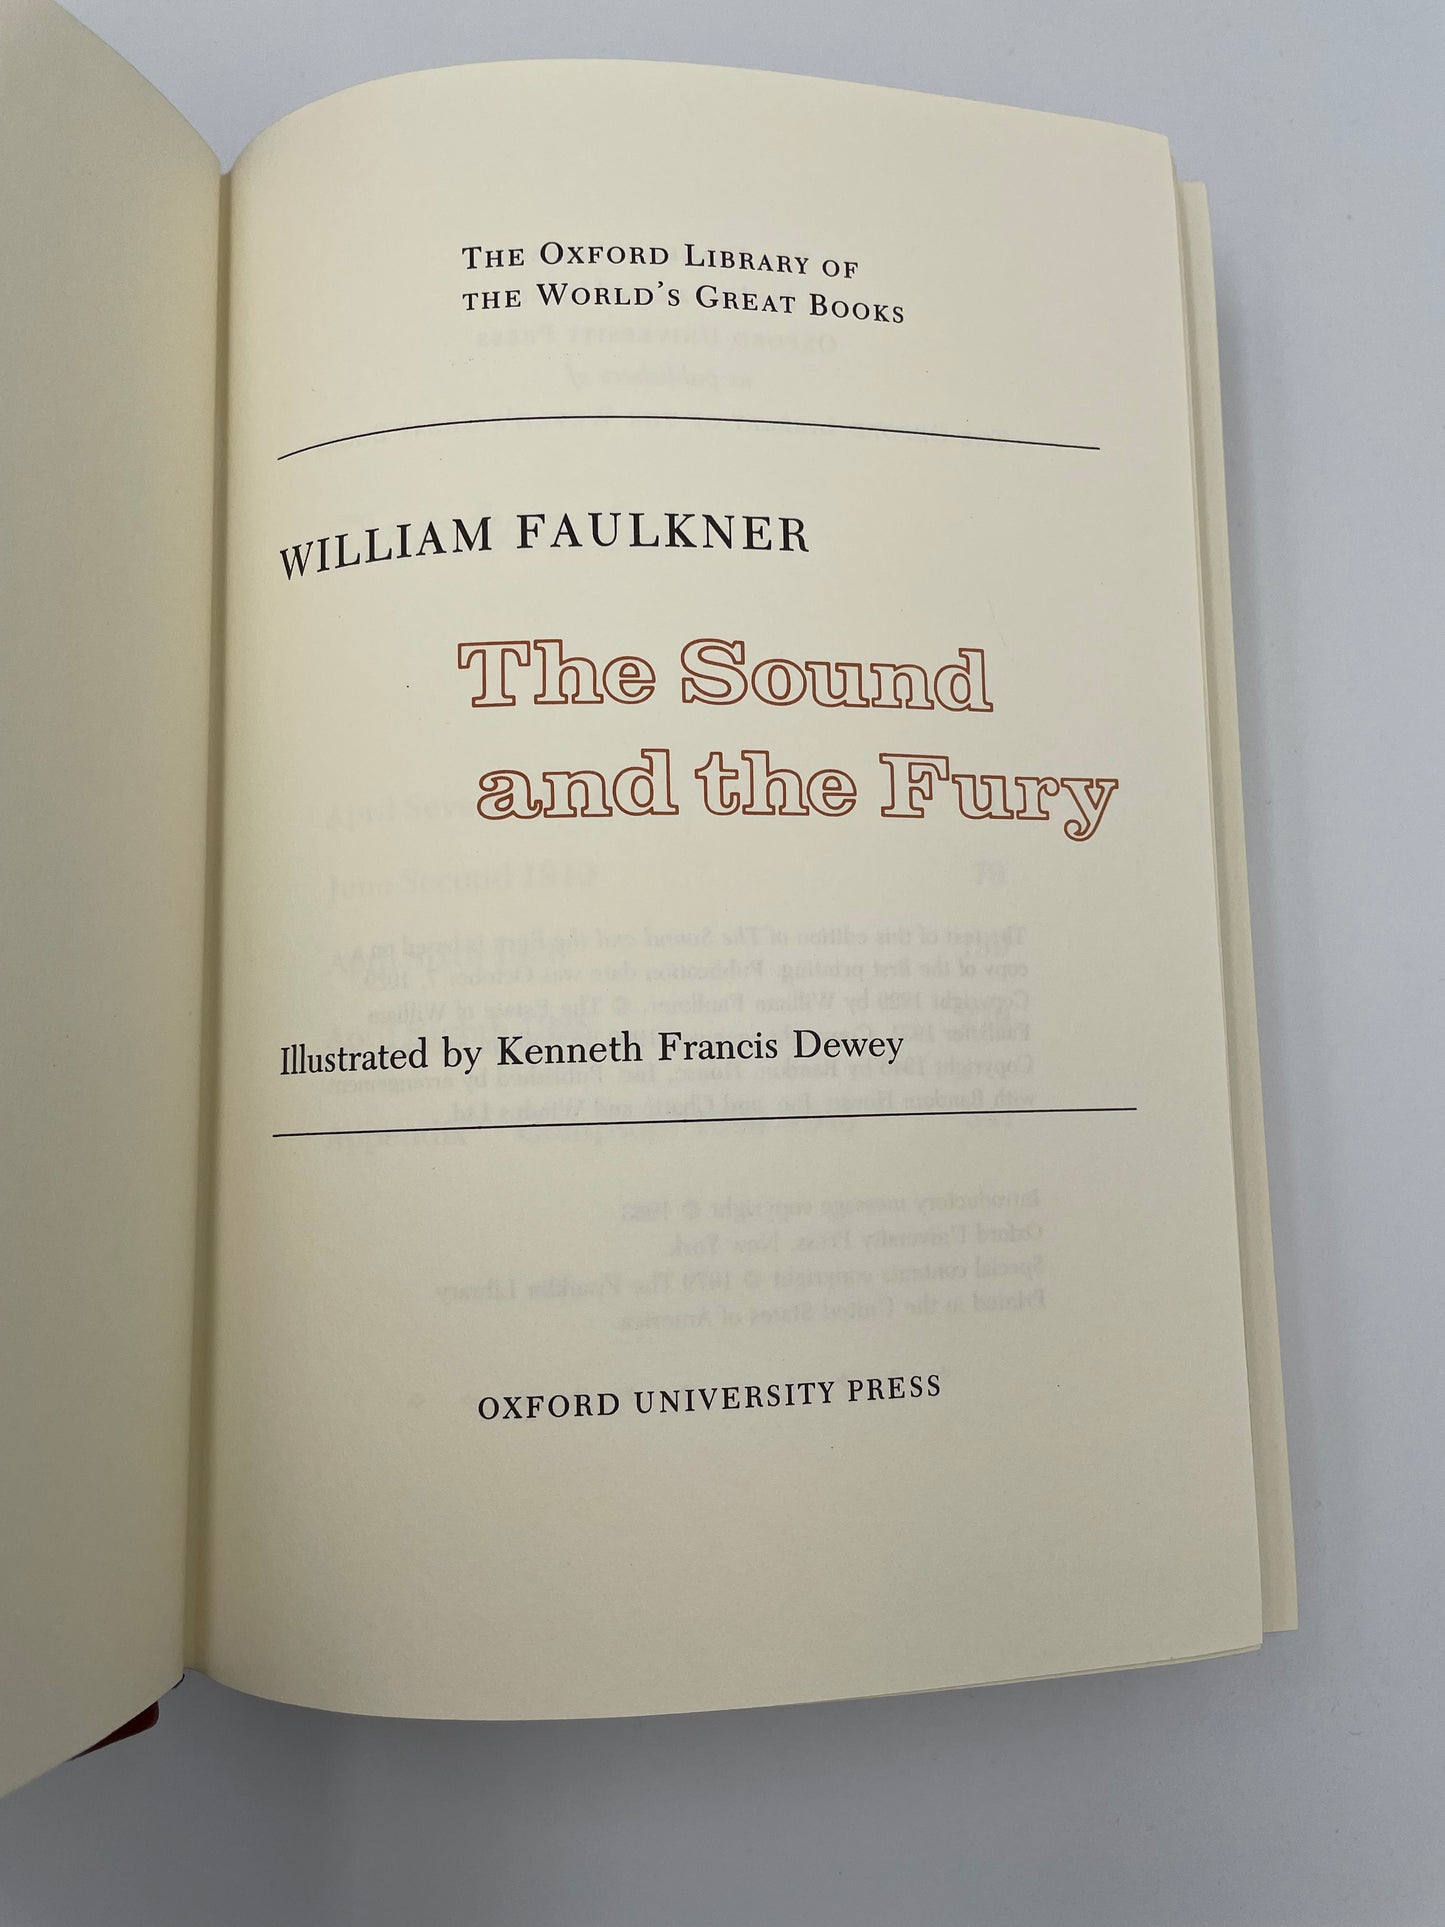 THE OXFORD LIBRARY OF
THE WORLD'S GREAT BOOKS
WILLIAM FAULKNER
The Sound
and the Fury
Illustrated by Kenneth Francis Dewey
OXFORD UNIVERSITY PRESS